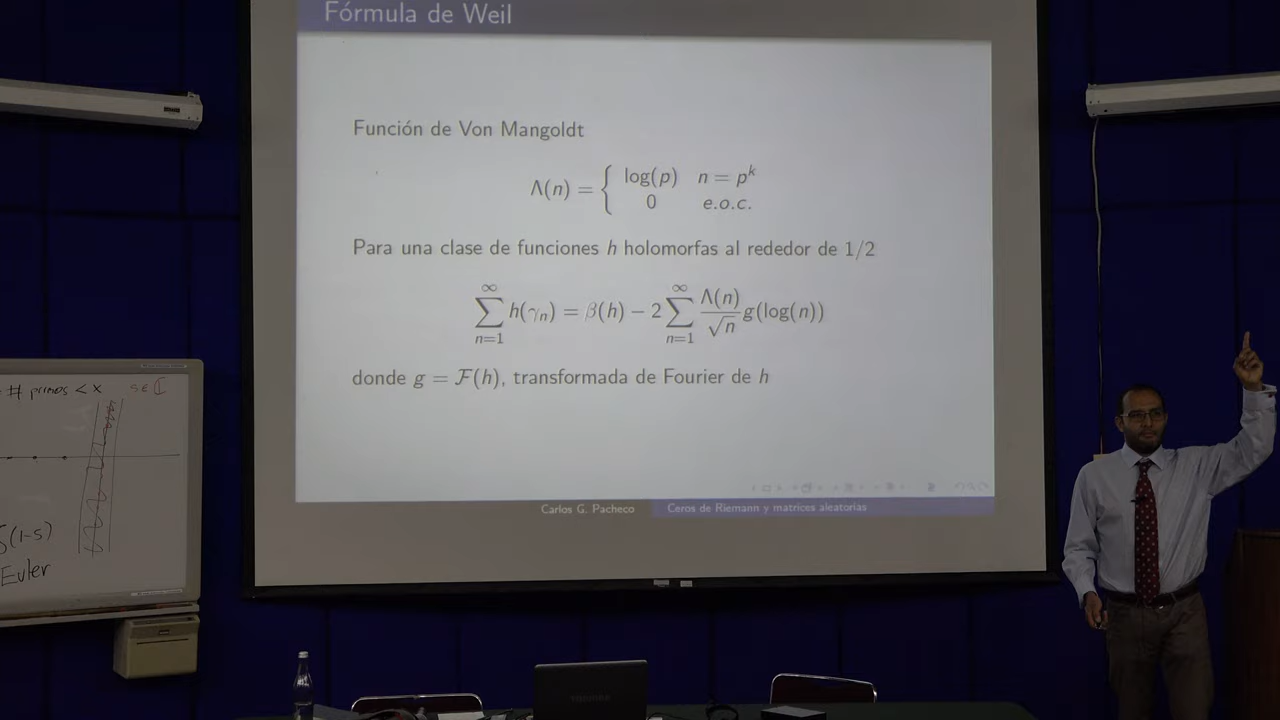 Fórmula de Weil
Función de Von Mangoldt
Λ(n) = { log(p) n = p^k
0 e.o.c.
Para una clase de funciones h holomorfas al rededor de 1/2
∑_{n=1}^{∞} h(γ_n) = β(h) − 2 ∑_{n=1}^{∞} Λ(n)/√n g(log(n))
donde g = F(h), transformada de Fourier de h
Carlos G. Pacheco Ceros de Riemann y matrices aleatorias
# primos < x s ∈ ℂ
(1-s)
Euler
TOSHIBA